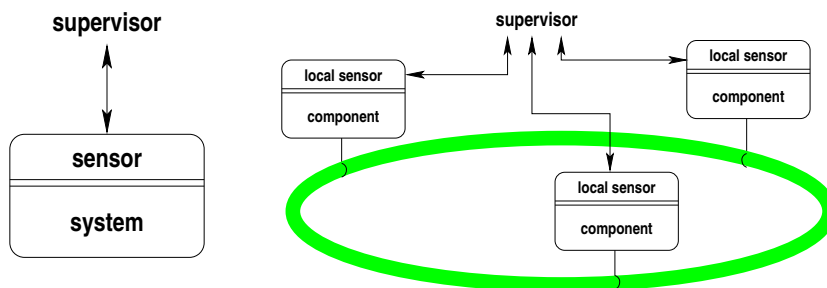 supervisor
sensor
system
supervisor
local sensor
component
local sensor
component
local sensor
component